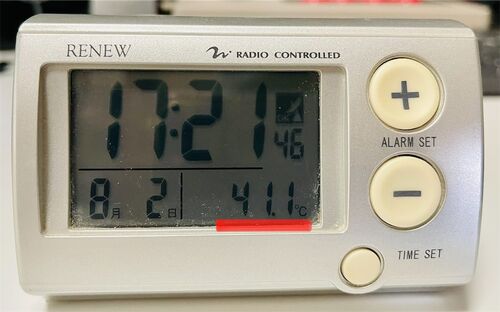 RENEW
RADIO CONTROLLED
17:21 46
8月 2日 41.1℃
ALARM SET
TIME SET